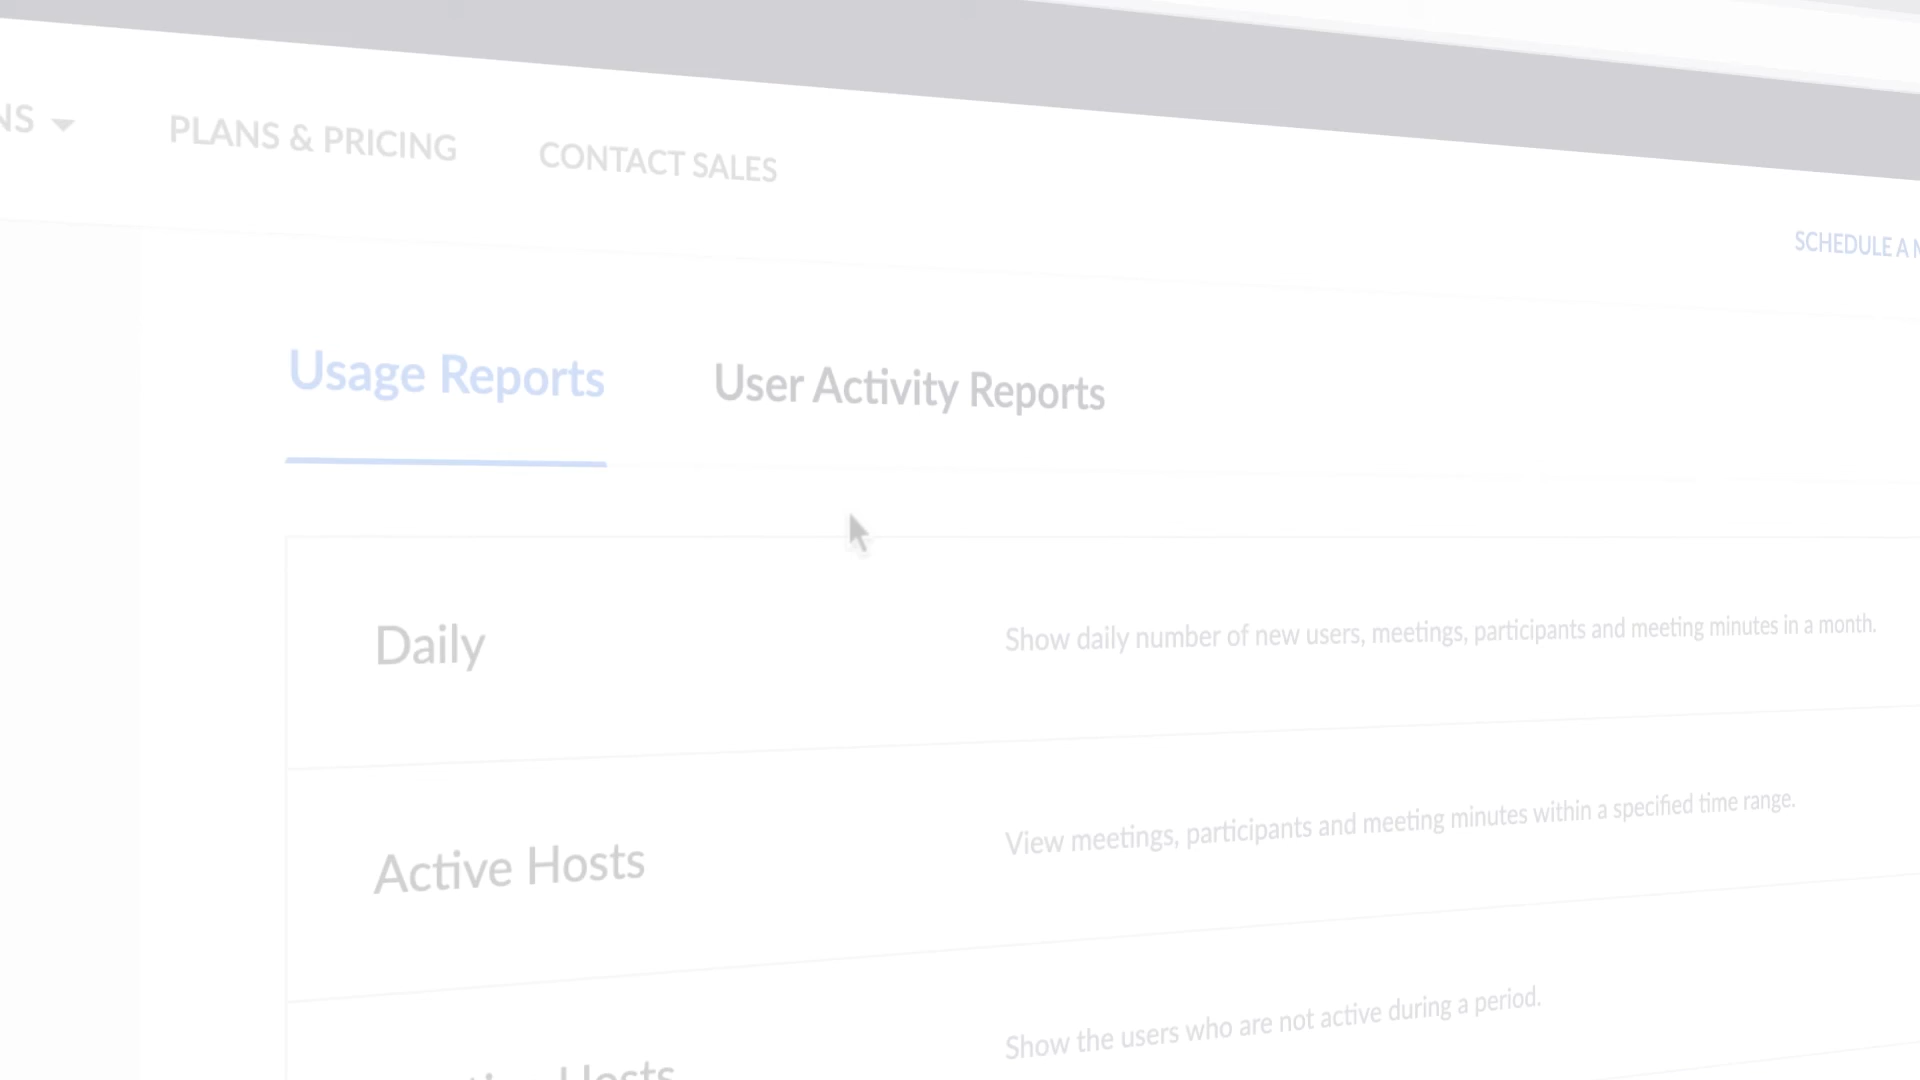 PLANS & PRICING
CONTACT SALES
SCHEDULE A
Usage Reports
User Activity Reports
Daily
Show daily number of new users, meetings, participants and meeting minutes in a month.
Active Hosts
View meetings, participants and meeting minutes within a specified time range.
Hosts
Show the users who are not active during a period.